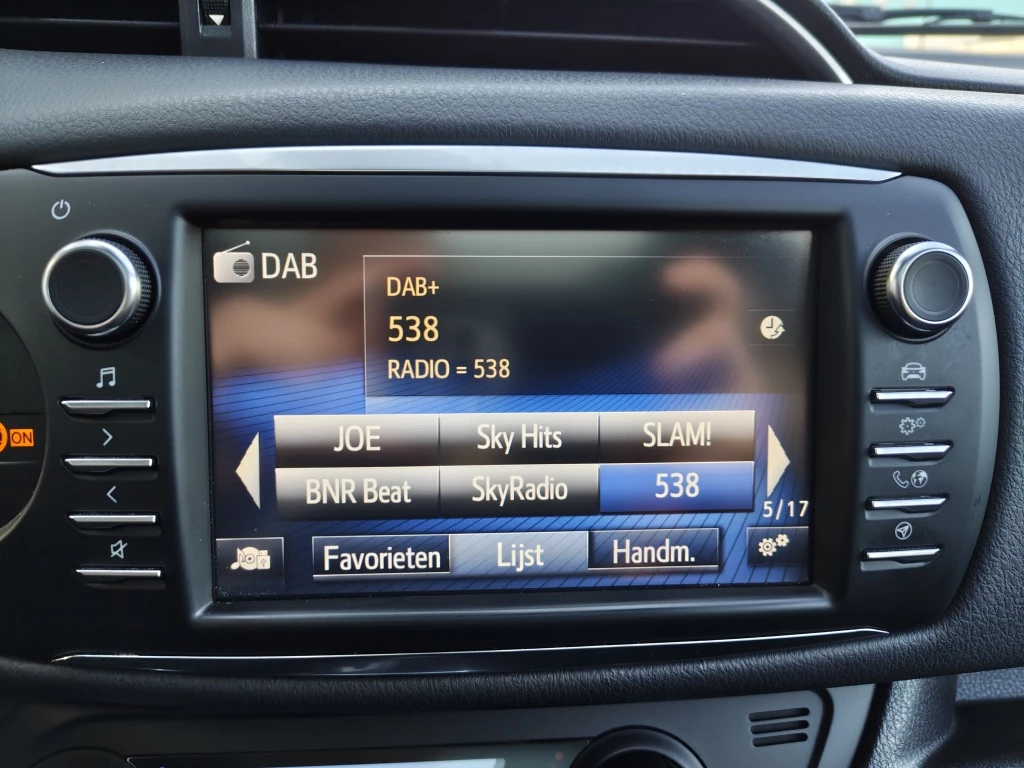 DAB
DAB+
538
RADIO = 538
JOE
Sky Hits
SLAM!
BNR Beat
SkyRadio
538
5/17
Favorieten
Lijst
Handm.
ON